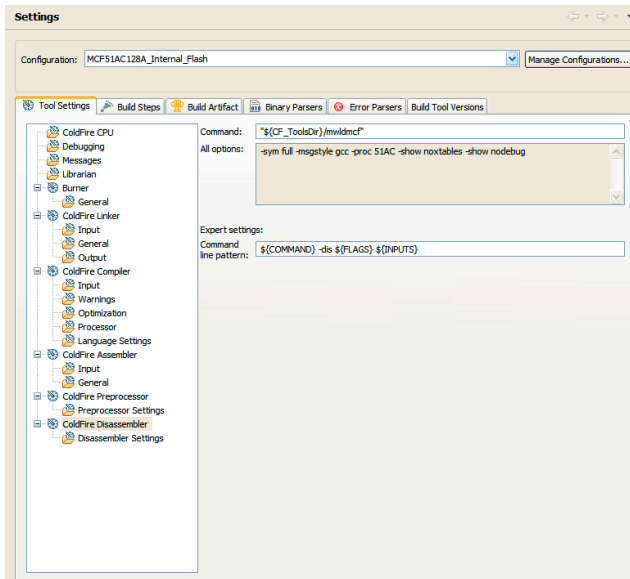 Settings
Configuration: MCF51AC128A_Internal_Flash Manage Configurations...
Tool Settings Build Steps Build Artifact Binary Parsers Error Parsers Build Tool Versions
ColdFire CPU
Debugging
Messages
Librarian
Burner
General
ColdFire Linker
Input
General
Output
ColdFire Compiler
Input
Warnings
Optimization
Processor
Language Settings
ColdFire Assembler
Input
General
ColdFire Preprocessor
Preprocessor Settings
ColdFire Disassembler
Disassembler Settings
Command: "${CF_ToolsDir}/mwldmcf"
All options: -sym full -msgstyle gcc -proc 51AC -show noxtables -show nodebug
Expert settings:
Command
line pattern: ${COMMAND} -dis ${FLAGS} ${INPUTS}